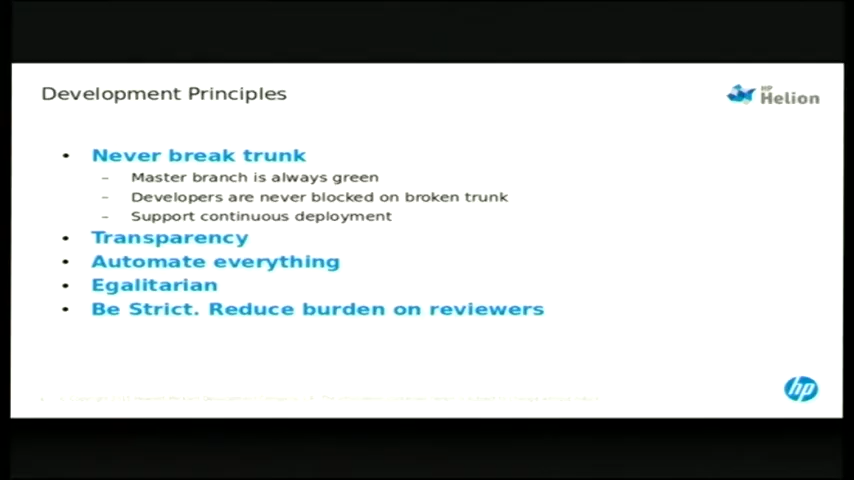 Development Principles
HP
Helion
• Never break trunk
– Master branch is always green
– Developers are never blocked on broken trunk
– Support continuous deployment
• Transparency
• Automate everything
• Egalitarian
• Be Strict. Reduce burden on reviewers
hp